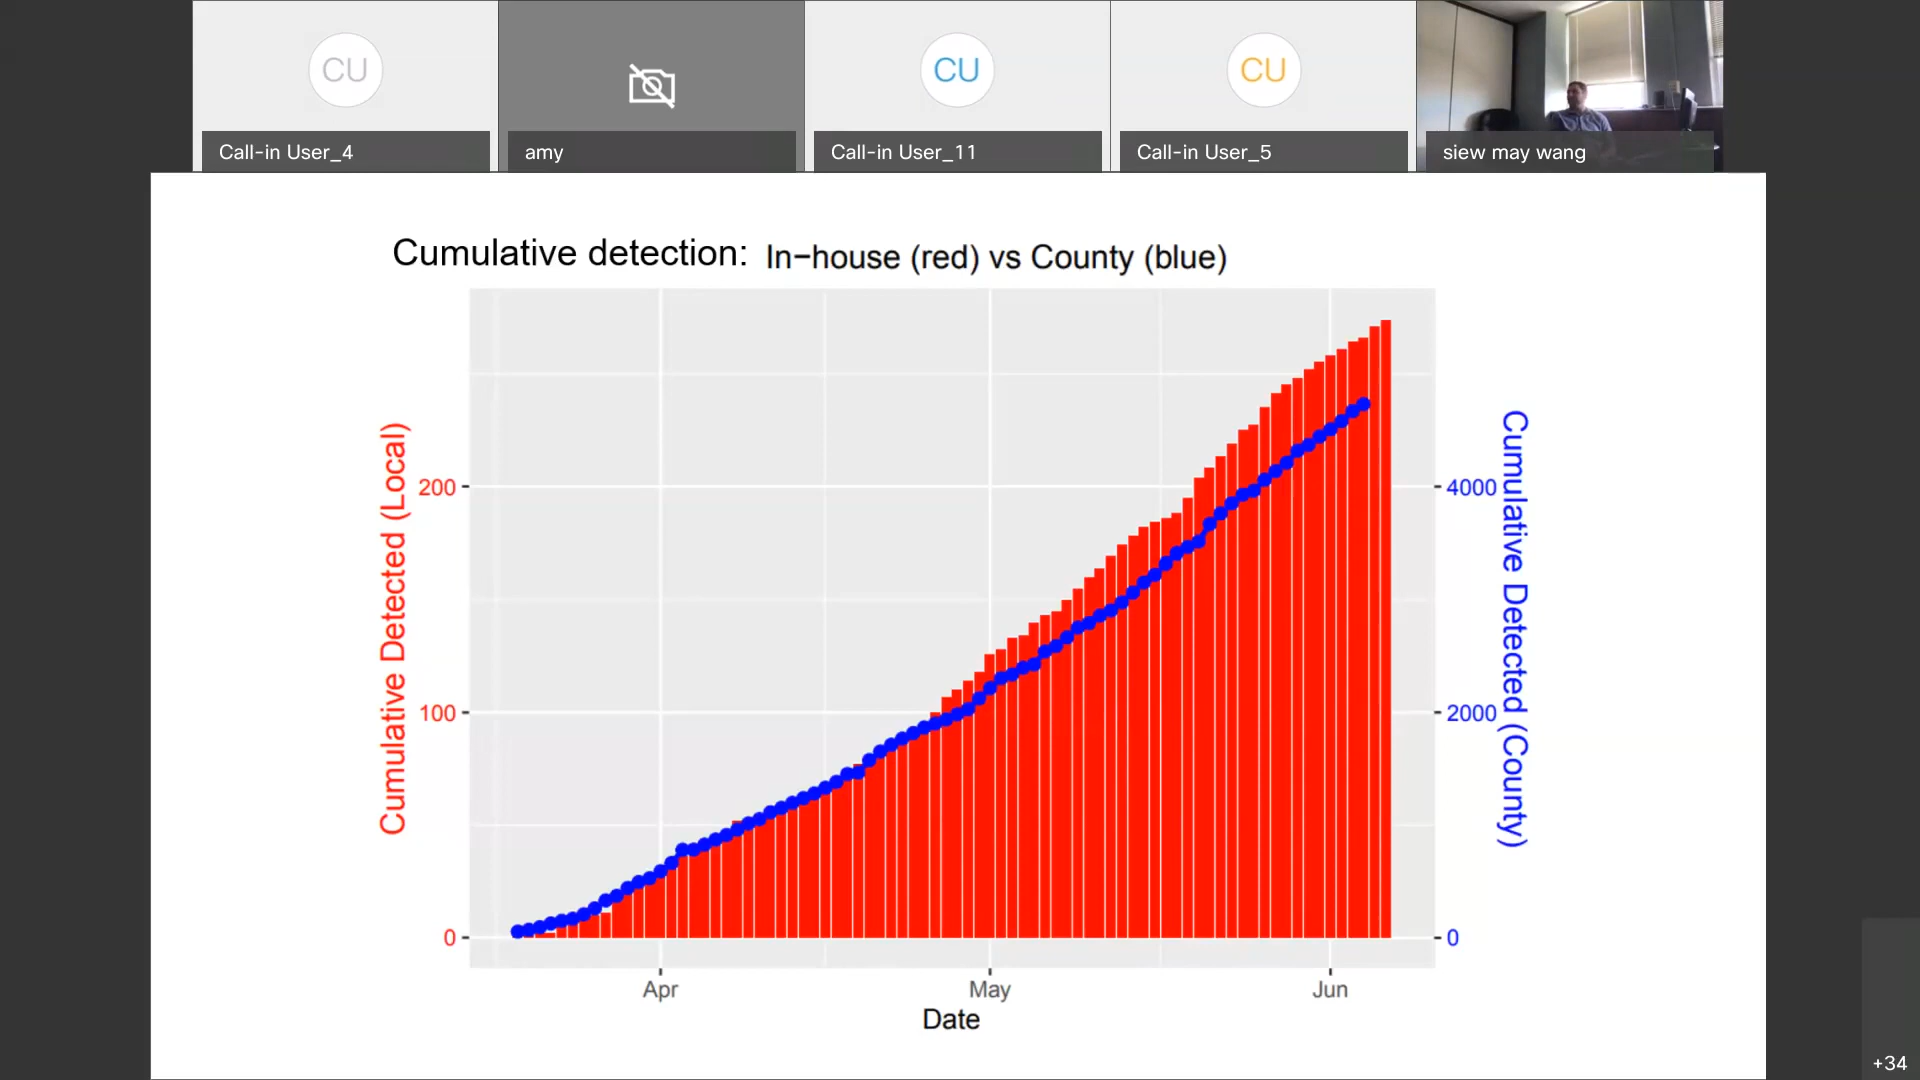 CU
CU
CU
Call-in User_4
amy
Call-in User_11
Call-in User_5
siew may wang
Cumulative detection: In-house (red) vs County (blue)
Cumulative Detected (Local)
200
100
0
4000
2000
0
Cumulative Detected (County)
Apr
May
Jun
Date
+34